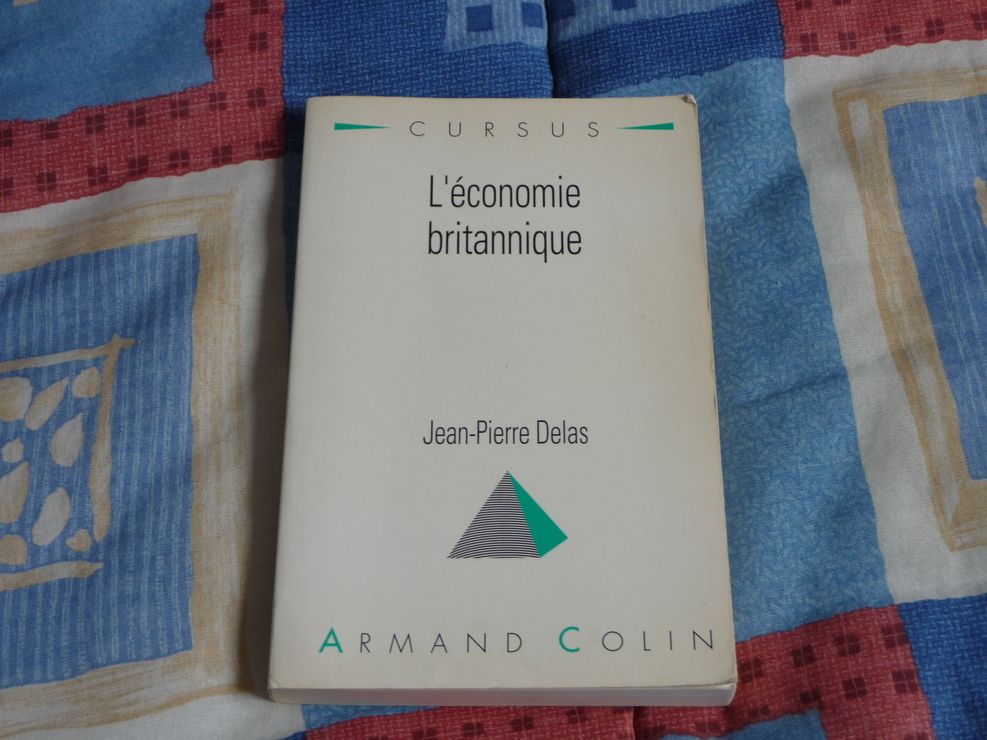 CURSUS
L'économie
britannique
Jean-Pierre Delas
ARMAND COLIN